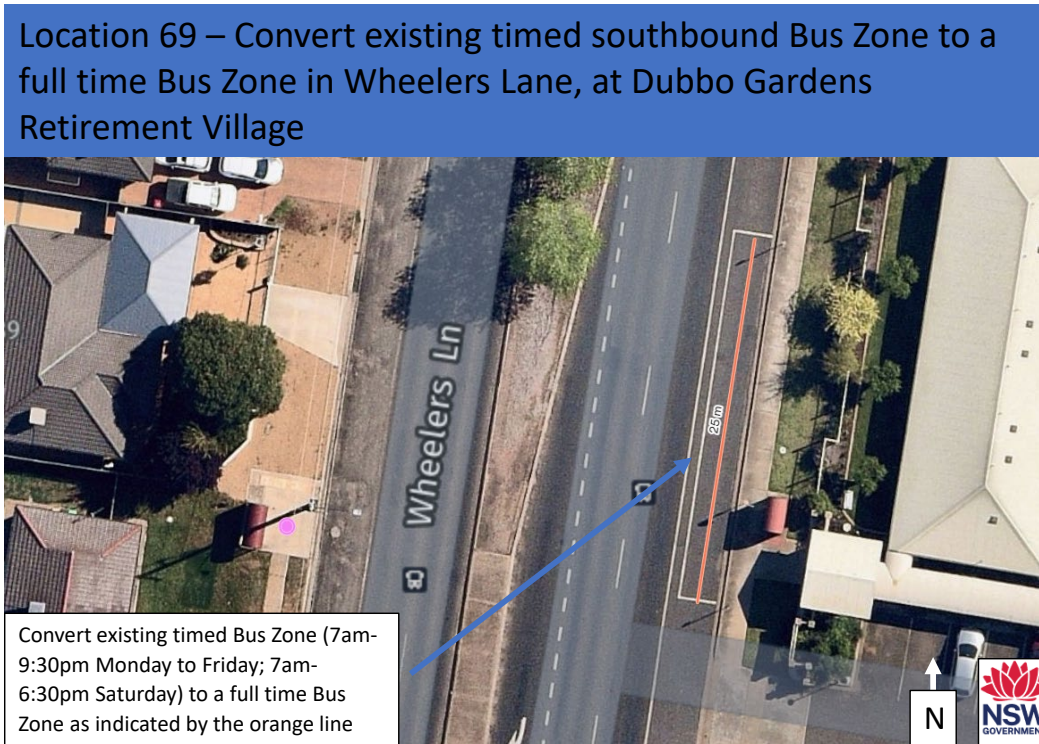 Location 69 – Convert existing timed southbound Bus Zone to a
full time Bus Zone in Wheelers Lane, at Dubbo Gardens
Retirement Village
9
Wheelers Ln
25 m
Convert existing timed Bus Zone (7am-
9:30pm Monday to Friday; 7am-
6:30pm Saturday) to a full time Bus
Zone as indicated by the orange line
N
NSW
GOVERNMENT